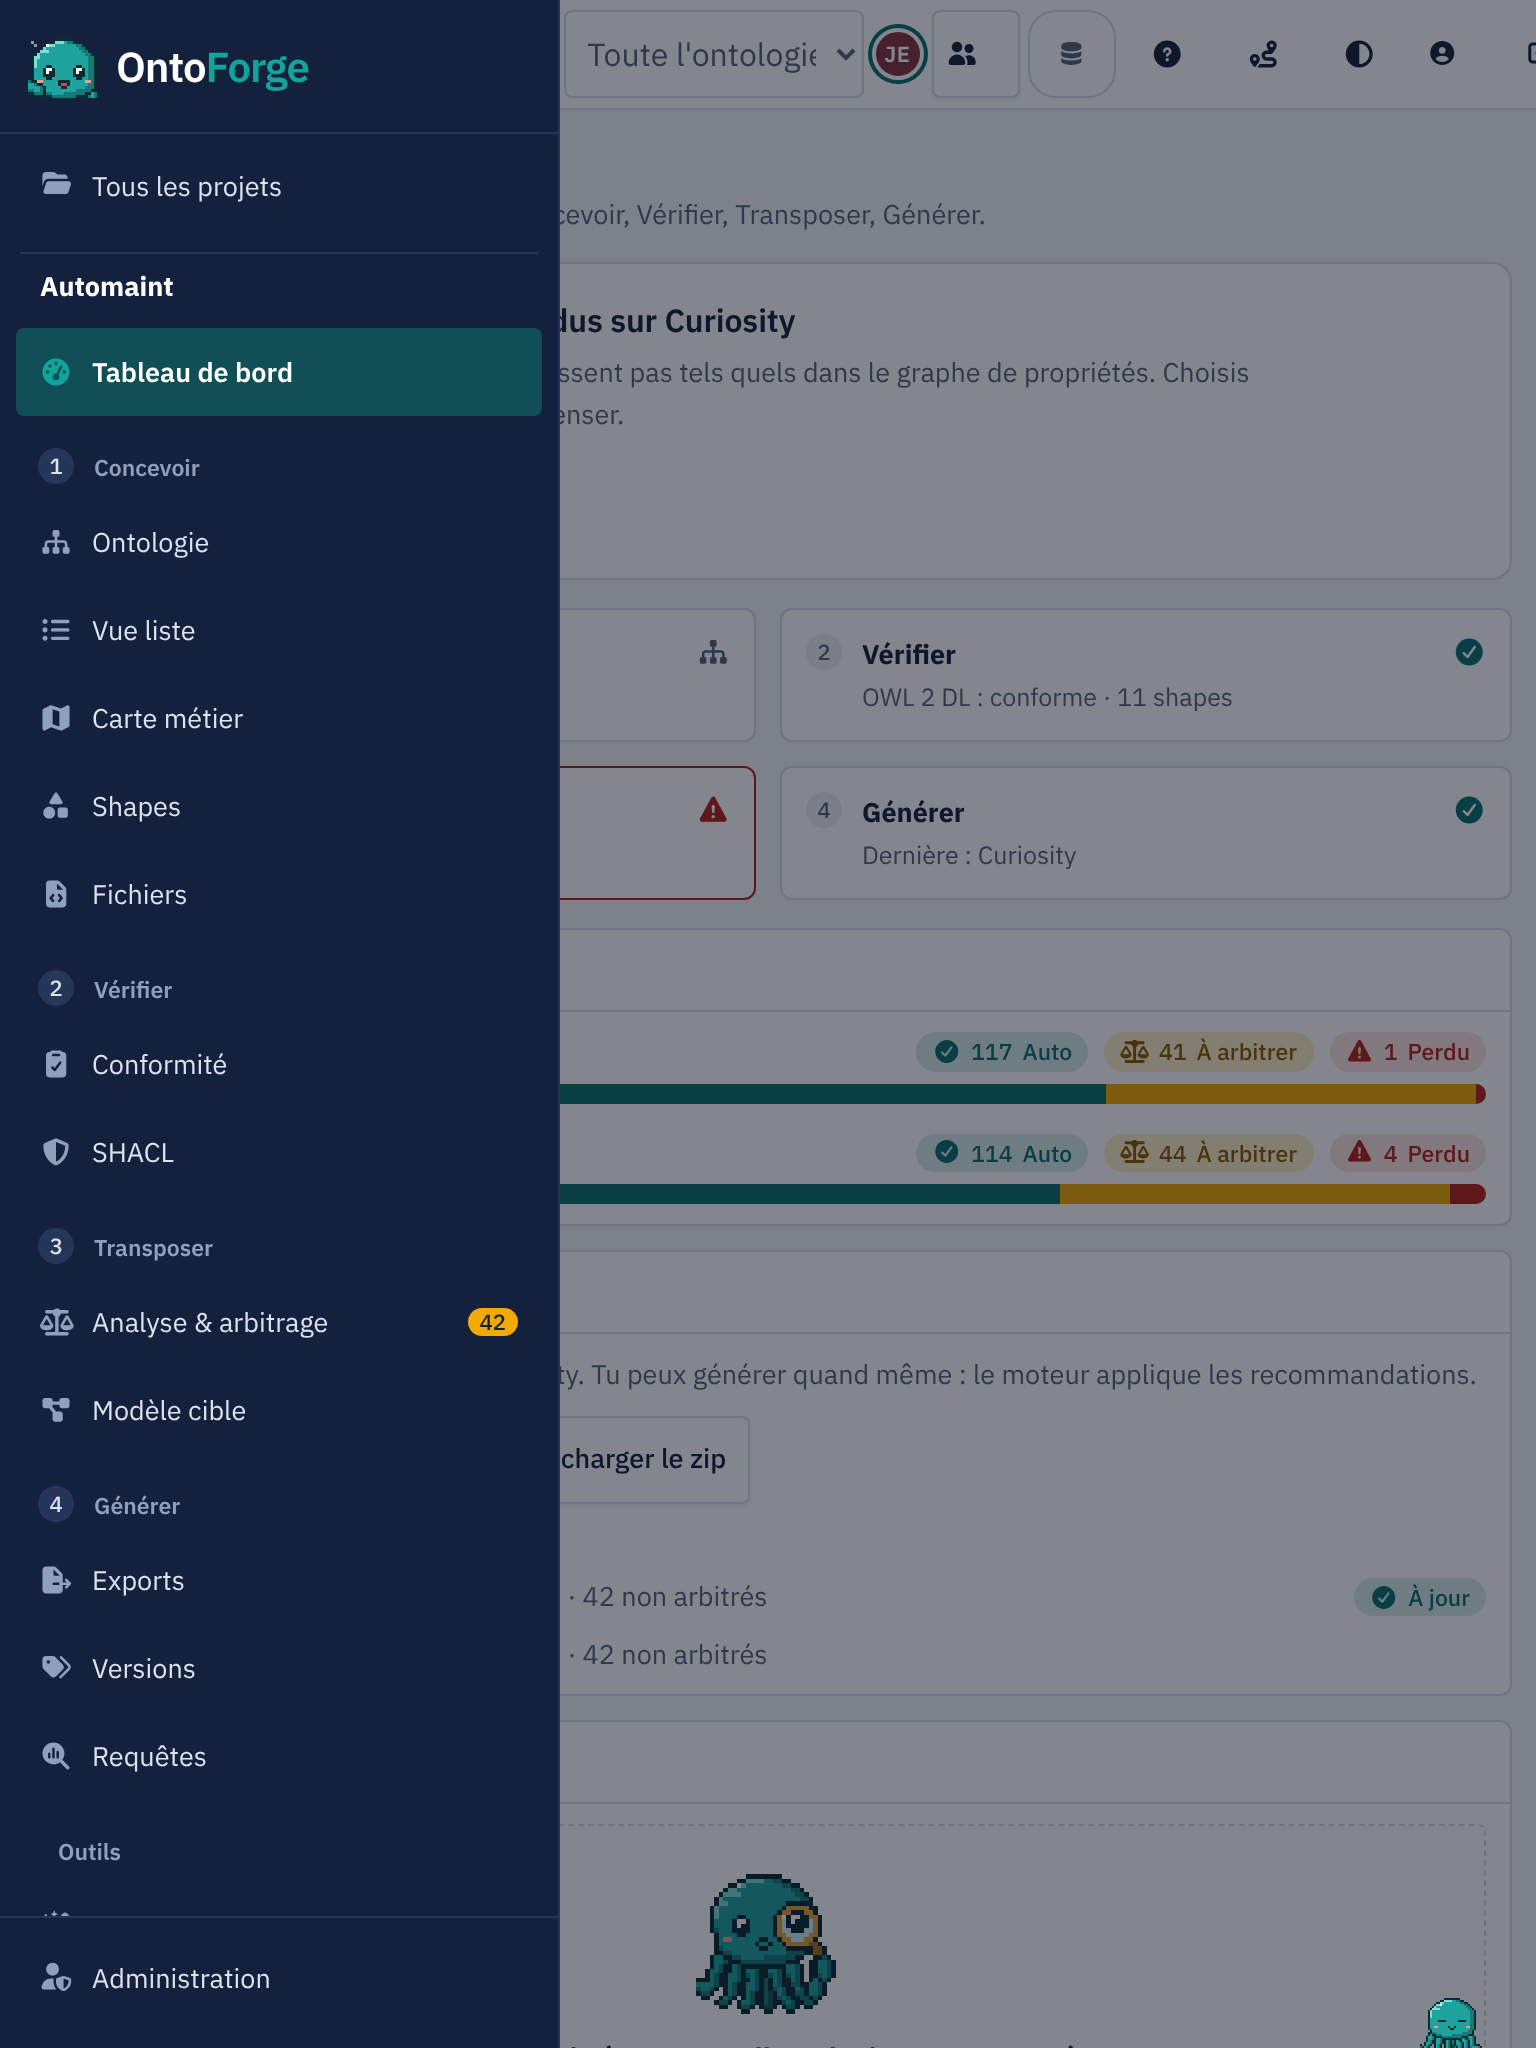 OntoForge
Tous les projets
Automaint
Tableau de bord
1 Concevoir
Ontologie
Vue liste
Carte métier
Shapes
Fichiers
2 Vérifier
Conformité
SHACL
3 Transposer
Analyse & arbitrage 42
Modèle cible
4 Générer
Exports
Versions
Requêtes
Outils
Administration
Toute l'ontologie
JE
cevoir, Vérifier, Transposer, Générer.
dus sur Curiosity
ssent pas tels quels dans le graphe de propriétés. Choisis
enser.
2 Vérifier
OWL 2 DL : conforme · 11 shapes
4 Générer
Dernière : Curiosity
117 Auto 41 À arbitrer 1 Perdu
114 Auto 44 À arbitrer 4 Perdu
ty. Tu peux générer quand même : le moteur applique les recommandations.
charger le zip
· 42 non arbitrés À jour
· 42 non arbitrés